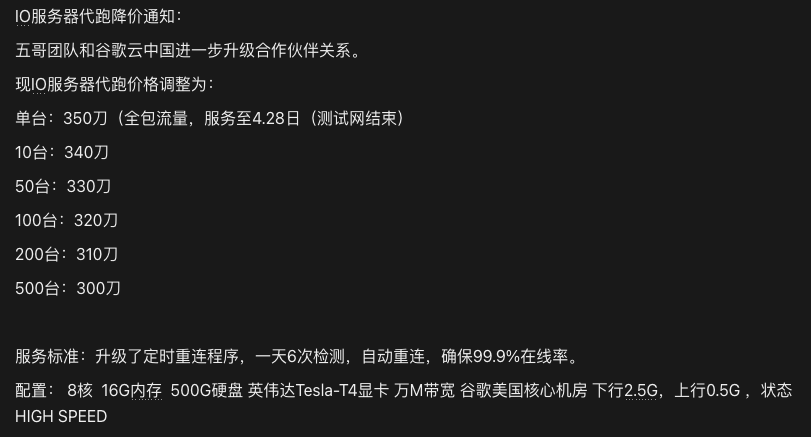 IO服务器代跑降价通知：
五哥团队和谷歌云中国进一步升级合作伙伴关系。
现IO服务器代跑价格调整为：
单台：350刀（全包流量，服务至4.28日（测试网结束）
10台：340刀
50台：330刀
100台：320刀
200台：310刀
500台：300刀
服务标准：升级了定时重连程序，一天6次检测，自动重连，确保99.9%在线率。
配置： 8核 16G内存 500G硬盘 英伟达Tesla-T4显卡 万M带宽 谷歌美国核心机房 下行2.5G，上行0.5G ，状态
HIGH SPEED